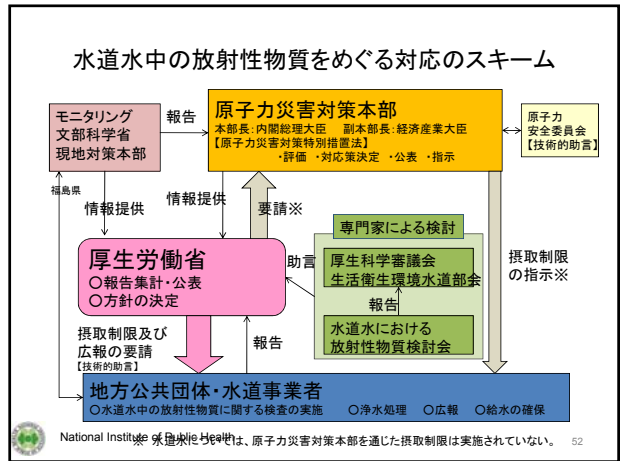 水道水中の放射性物質をめぐる対応のスキーム
モニタリング
文部科学省
現地対策本部
報告
原子力災害対策本部
本部長:内閣総理大臣　副本部長:経済産業大臣
【原子力災害対策特別措置法】
・評価　・対応策決定　・公表　・指示
原子力
安全委員会
【技術的助言】
福島県
情報提供
情報提供
要請※
専門家による検討
厚生科学審議会
生活衛生環境水道部会
報告
水道水における
放射性物質検討会
助言
摂取制限
の指示※
厚生労働省
○報告集計・公表
○方針の決定
摂取制限及び
広報の要請
【技術的助言】
報告
地方公共団体・水道事業者
○水道水中の放射性物質に関する検査の実施　○浄水処理　○広報　○給水の確保
National Institute of Public Health
※ 水道水については、原子力災害対策本部を通じた摂取制限は実施されていない。
52